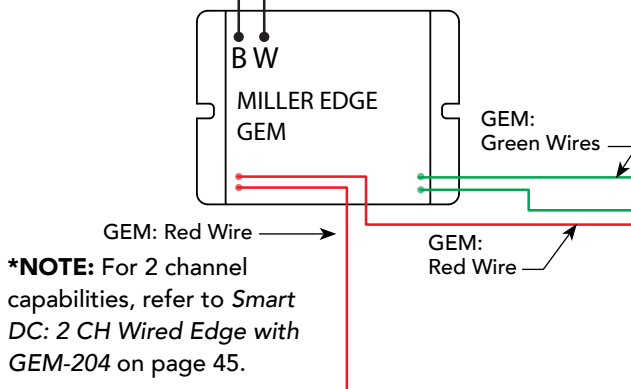 B W
MILLER EDGE
GEM
GEM:
Green Wires
GEM: Red Wire
GEM:
Red Wire
*NOTE: For 2 channel
capabilities, refer to Smart
DC: 2 CH Wired Edge with
GEM-204 on page 45.